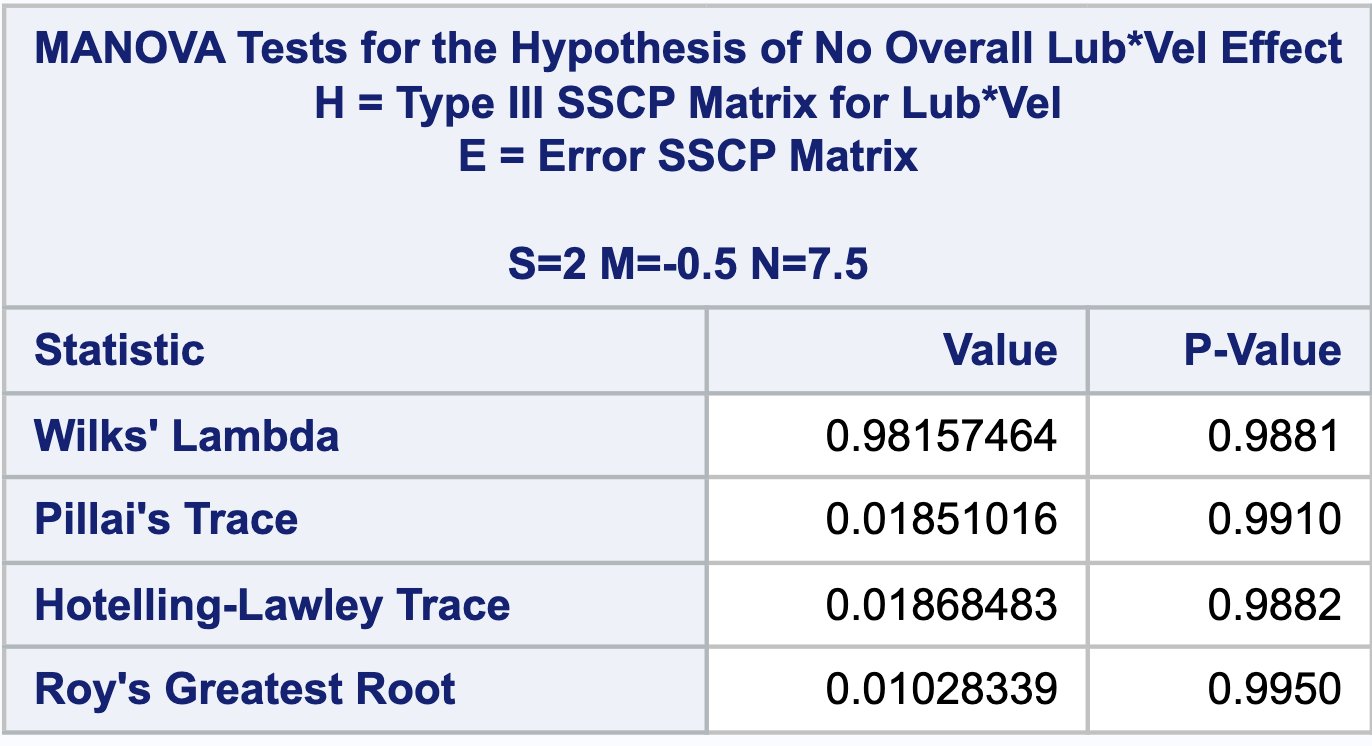 MANOVA Tests for the Hypothesis of No Overall Lub*Vel Effect
H = Type III SSCP Matrix for Lub*Vel
E = Error SSCP Matrix
S=2 M=-0.5 N=7.5
Statistic Value P-Value
Wilks' Lambda 0.98157464 0.9881
Pillai's Trace 0.01851016 0.9910
Hotelling-Lawley Trace 0.01868483 0.9882
Roy's Greatest Root 0.01028339 0.9950